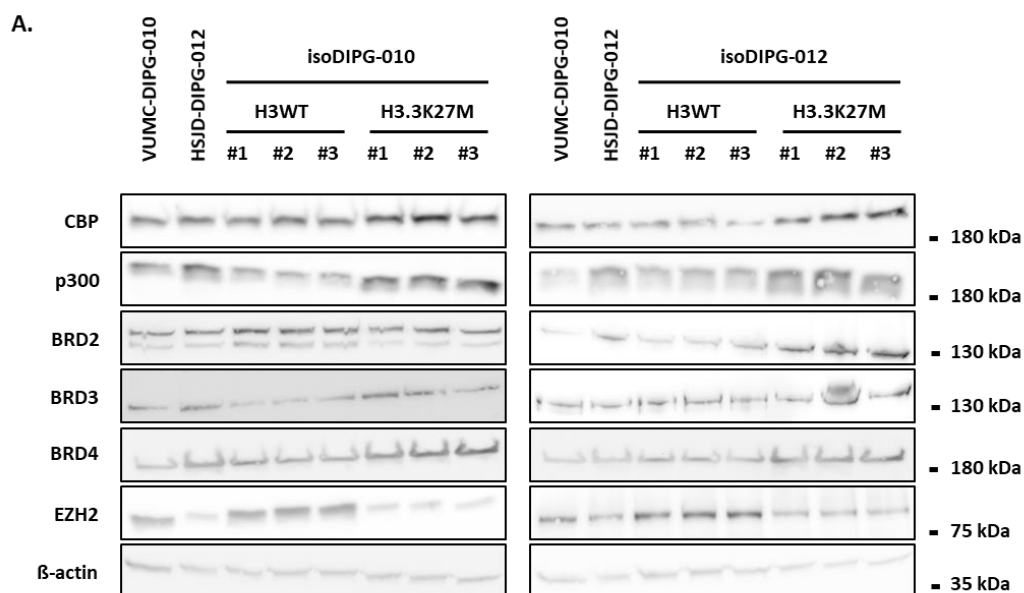 A.
VUMC-DIPG-010
HSJD-DIPG-012
isoDIPG-010
H3WT
H3.3K27M
#1 #2 #3 #1 #2 #3
VUMC-DIPG-010
HSJD-DIPG-012
isoDIPG-012
H3WT
H3.3K27M
#1 #2 #3 #1 #2 #3
CBP
- 180 kDa
p300
- 180 kDa
BRD2
- 130 kDa
BRD3
- 130 kDa
BRD4
- 180 kDa
EZH2
- 75 kDa
ß-actin
- 35 kDa